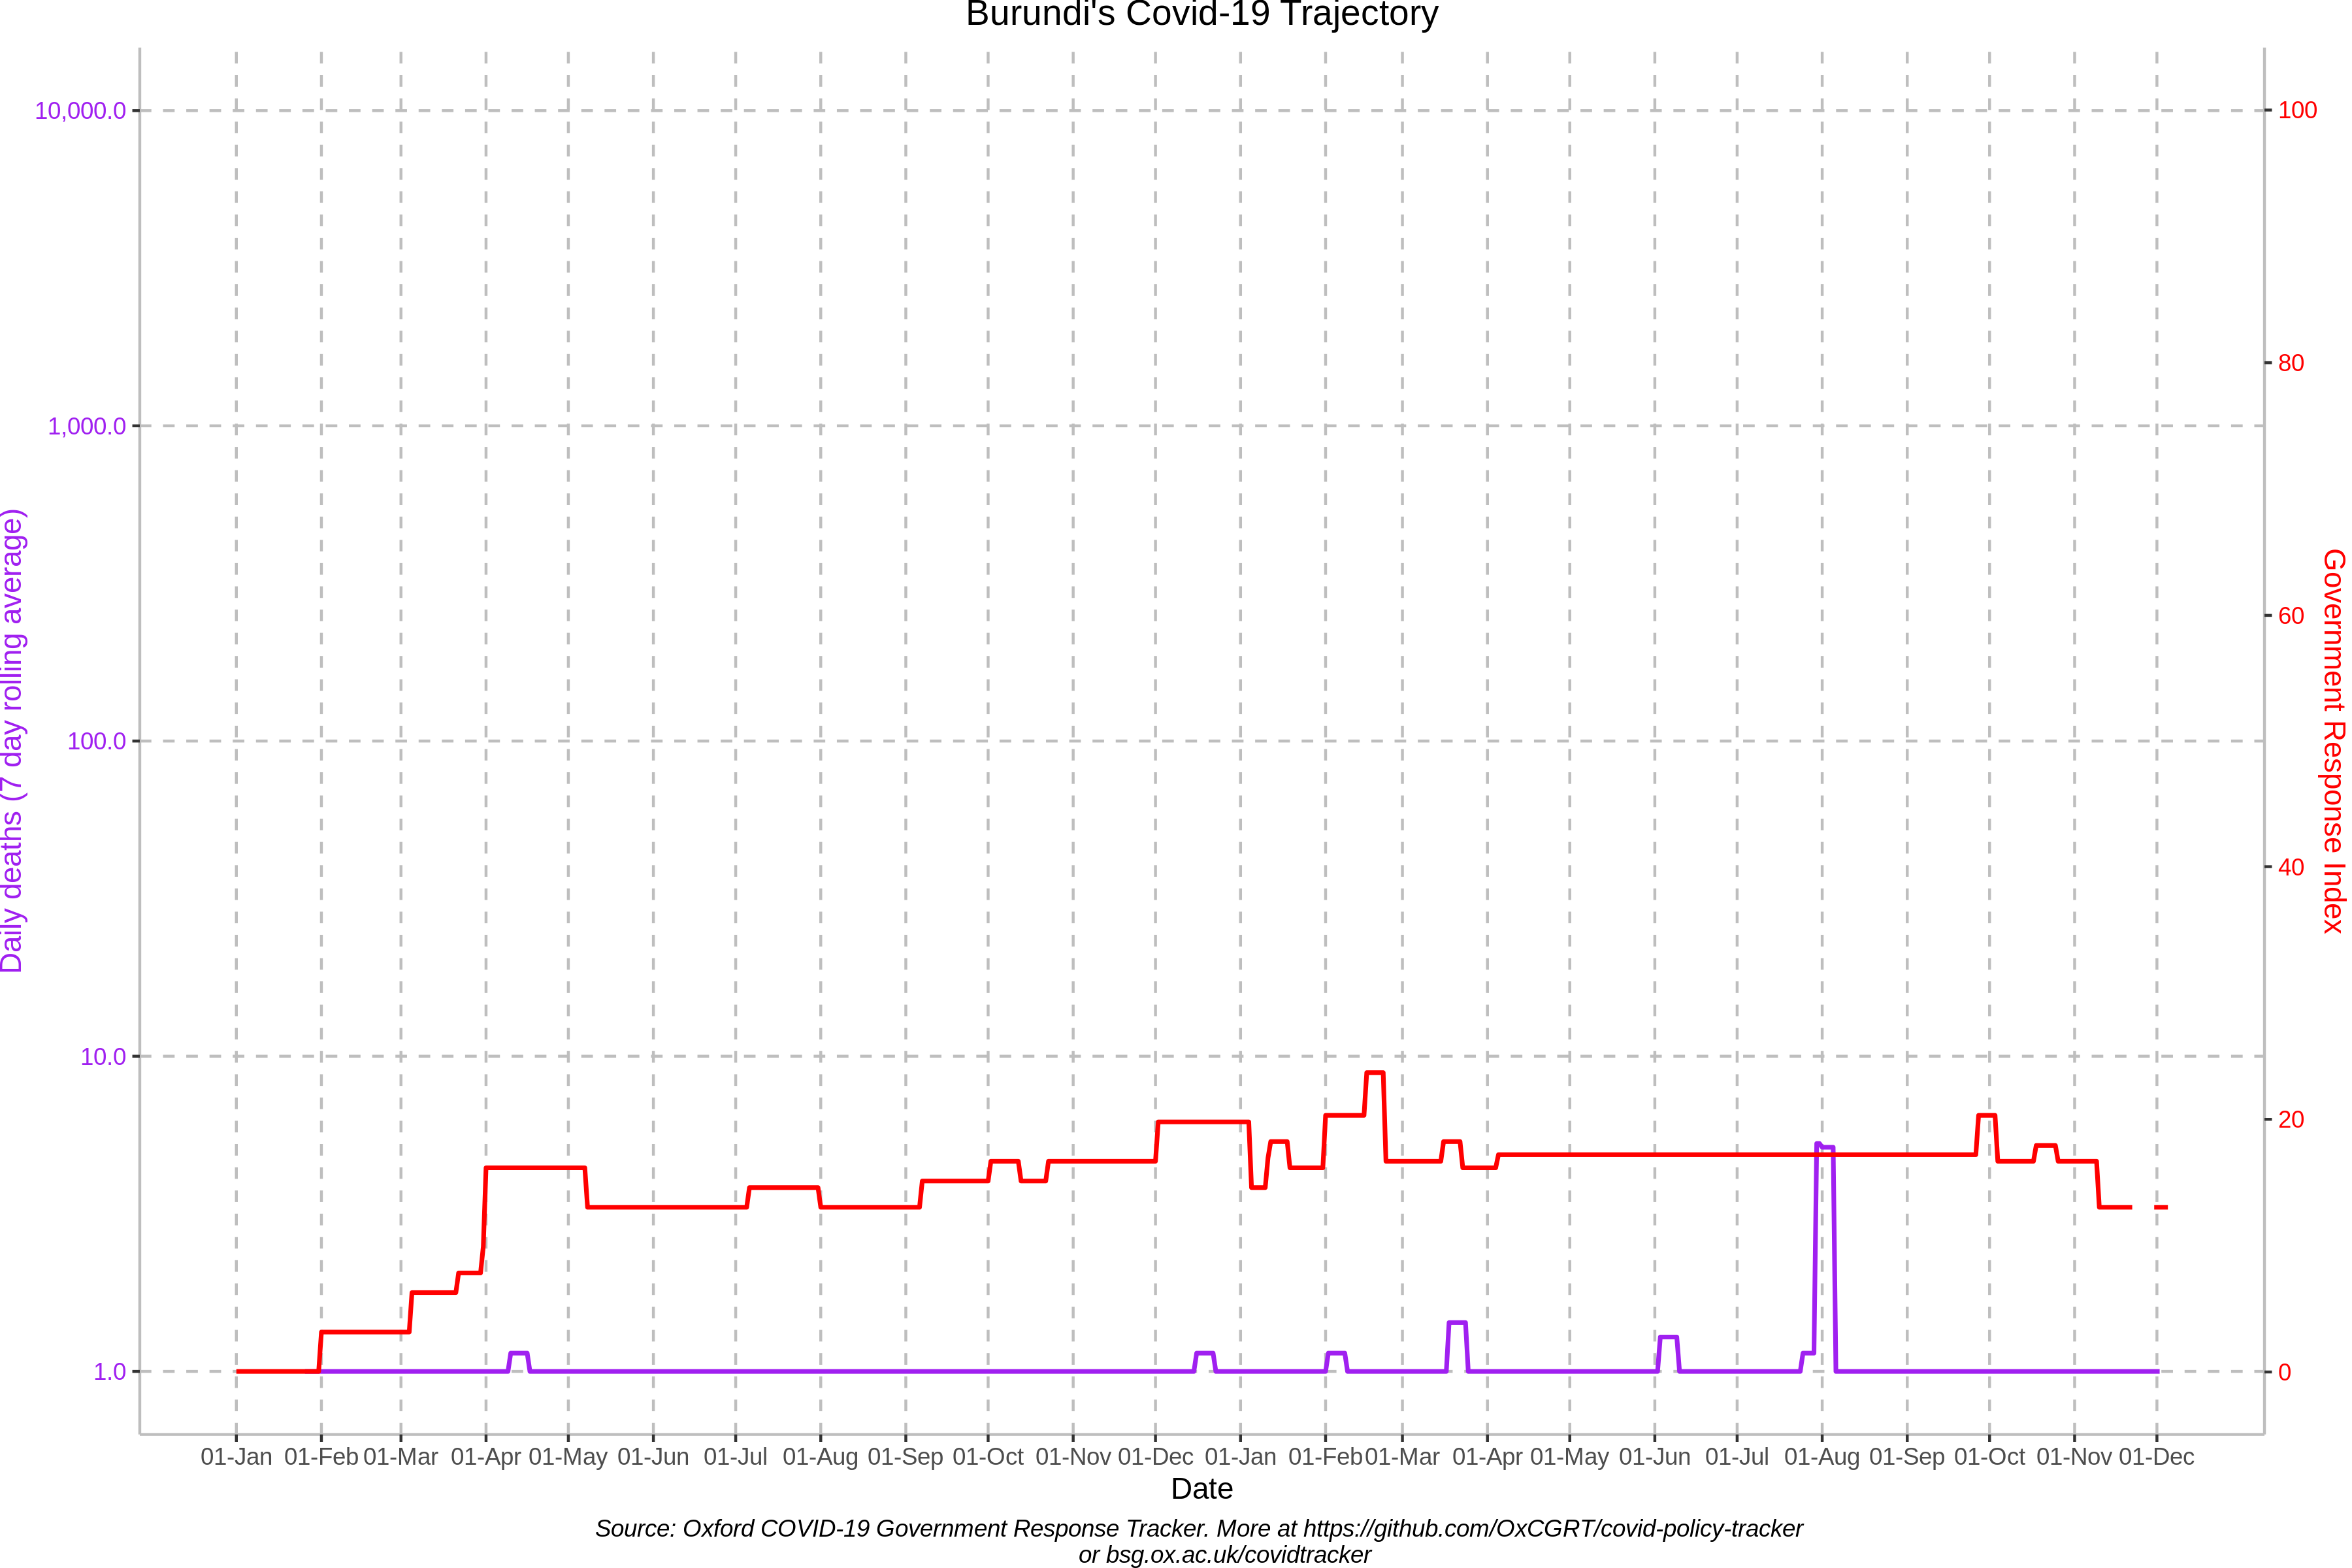 Burundi's Covid-19 Trajectory
10,000.0
1,000.0
100.0
10.0
1.0
Daily deaths (7 day rolling average)
100
80
60
40
20
0
Government Response Index
01-Jan 01-Feb 01-Mar 01-Apr 01-May 01-Jun 01-Jul 01-Aug 01-Sep 01-Oct 01-Nov 01-Dec 01-Jan 01-Feb 01-Mar 01-Apr 01-May 01-Jun 01-Jul 01-Aug 01-Sep 01-Oct 01-Nov 01-Dec
Date
Source: Oxford COVID-19 Government Response Tracker. More at https://github.com/OxCGRT/covid-policy-tracker
or bsg.ox.ac.uk/covidtracker